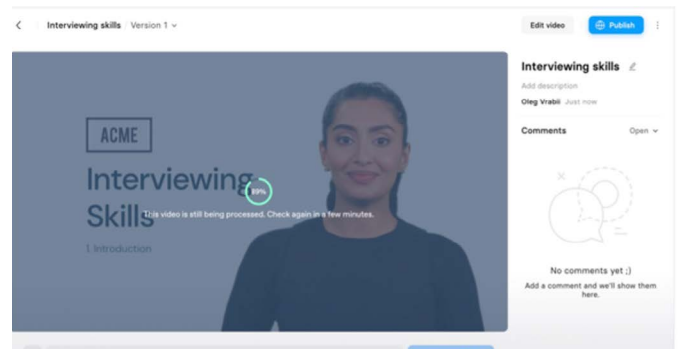 Interviewing skills Version 1
Edit video
Publish
ACME
Interviewing
Skills
1. Introduction
89%
This video is still being processed. Check again in a few minutes.
Interviewing skills
Add description
Oleg Vrabii Just now
Comments
Open
No comments yet ;)
Add a comment and we'll show them
here.